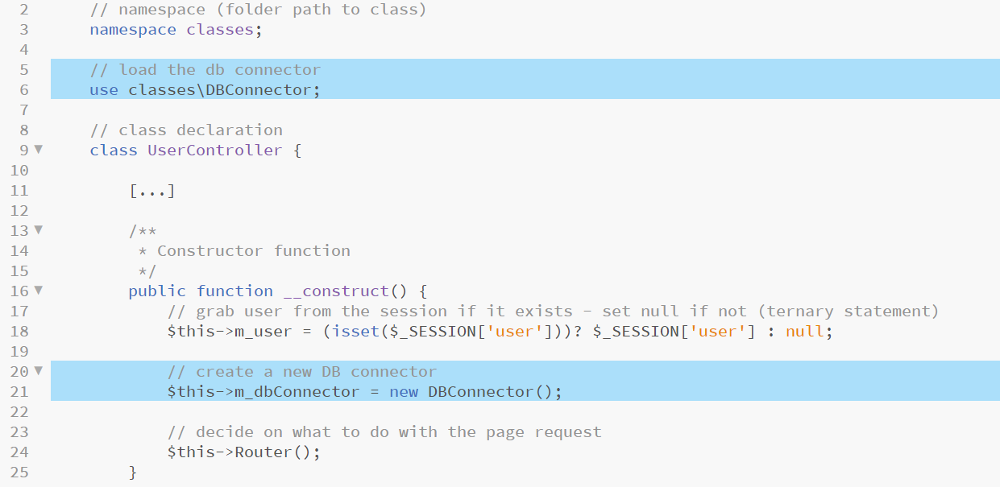 2 // namespace (folder path to class)
3 namespace classes;
4
5 // load the db connector
6 use classes\DBConnector;
7
8 // class declaration
9 class UserController {
10
11 [...]
12
13 /**
14 * Constructor function
15 */
16 public function __construct() {
17 // grab user from the session if it exists - set null if not (ternary statement)
18 $this->m_user = (isset($_SESSION['user']))? $_SESSION['user'] : null;
19
20 // create a new DB connector
21 $this->m_dbConnector = new DBConnector();
22
23 // decide on what to do with the page request
24 $this->Router();
25 }